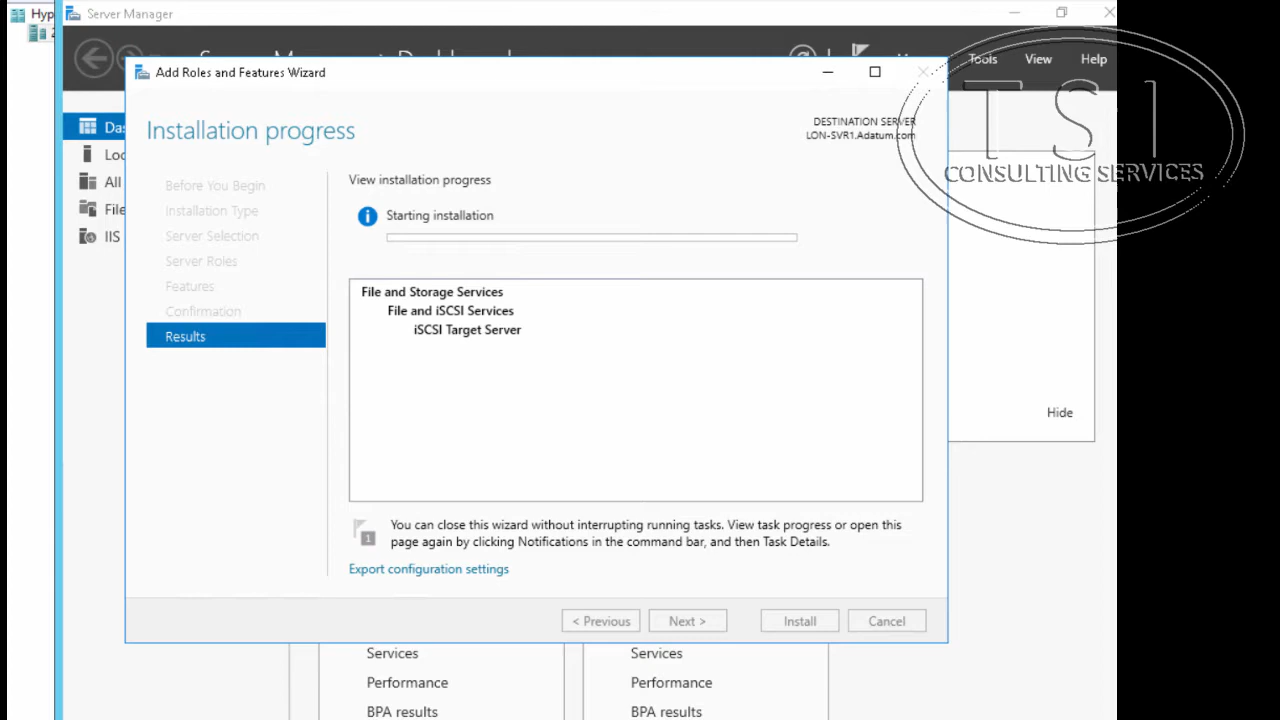 Hyp
Server Manager
Tools
View
Help
Add Roles and Features Wizard
Installation progress
DESTINATION SERVER
LON-SVR1.Adatum.com
TSI
CONSULTING SERVICES
Das
Loc
All
File
IIS
Before You Begin
Installation Type
Server Selection
Server Roles
Features
Confirmation
Results
View installation progress
Starting installation
File and Storage Services
File and iSCSI Services
iSCSI Target Server
Hide
1
You can close this wizard without interrupting running tasks. View task progress or open this
page again by clicking Notifications in the command bar, and then Task Details.
Export configuration settings
< Previous
Next >
Install
Cancel
Services
Services
Performance
Performance
BPA results
BPA results